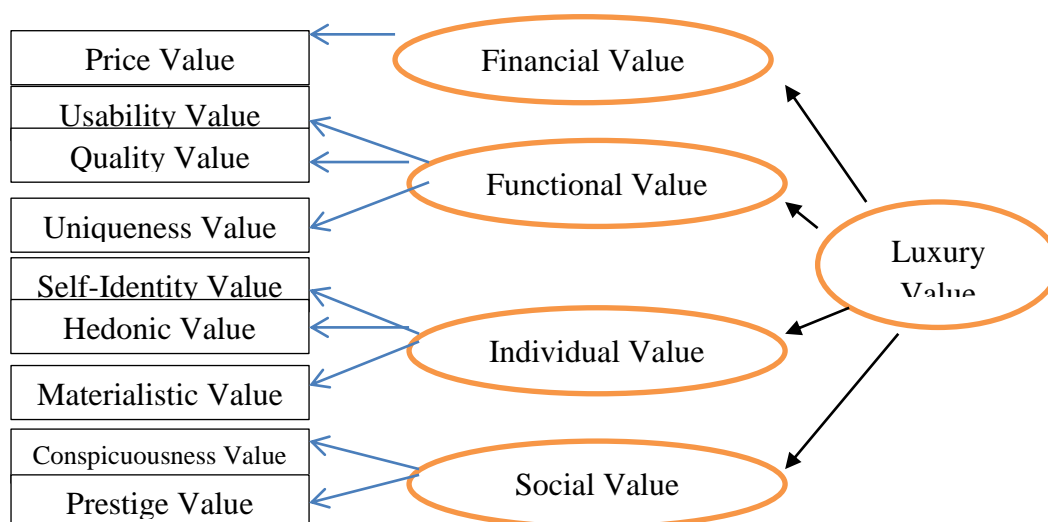 Price Value
Usability Value
Quality Value
Uniqueness Value
Self-Identity Value
Hedonic Value
Materialistic Value
Conspicuousness Value
Prestige Value
Financial Value
Functional Value
Individual Value
Social Value
Luxury
Value